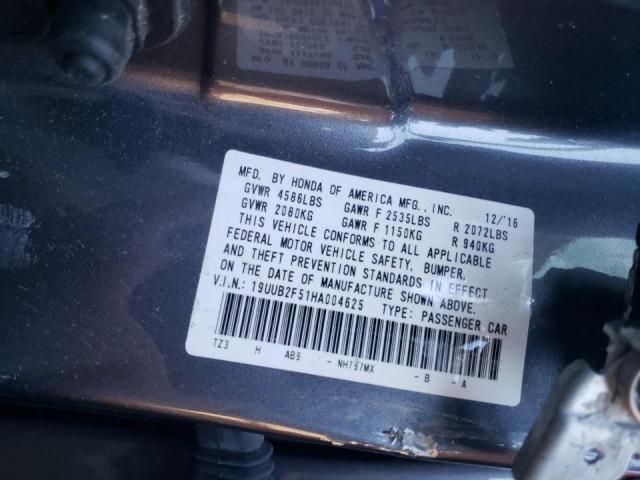 MFD. BY HONDA OF AMERICA MFG., INC. 12/'16
GVWR 4586LBS GAWR F 2535LBS R 2072LBS
GVWR 2080KG GAWR F 1150KG R 940KG
THIS VEHICLE CONFORMS TO ALL APPLICABLE
FEDERAL MOTOR VEHICLE SAFETY, BUMPER,
AND THEFT PREVENTION STANDARDS IN EFFECT
ON THE DATE OF MANUFACTURE SHOWN ABOVE.
V.I.N.: 19UUB2F51HA004625 TYPE: PASSENGER CAR
TZ3 H AB9 - NH797MX - B A